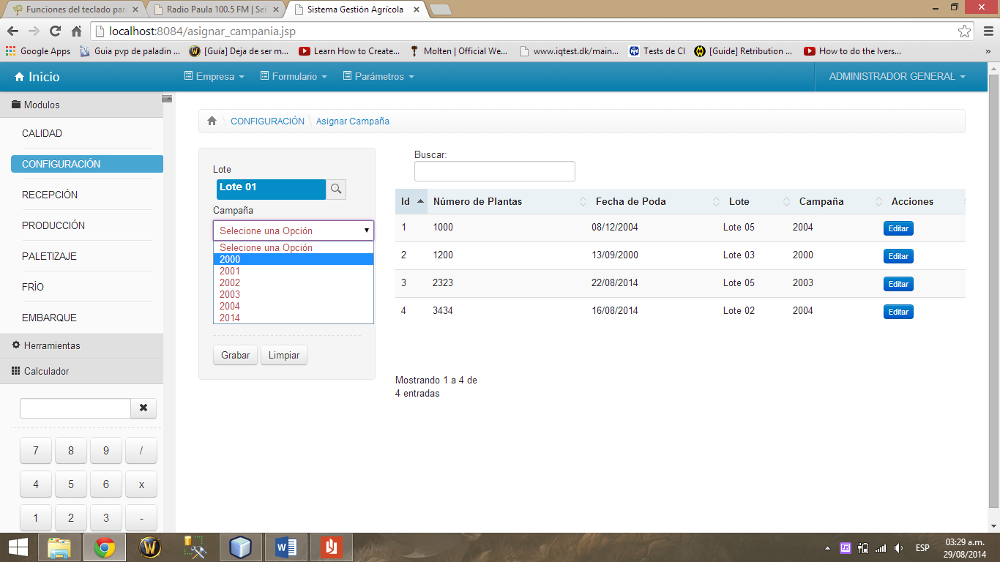 Funciones del teclado par
Radio Paula 100.5 FM | Señ
Sistema Gestión Agrícola
localhost:8084/asignar_campania.jsp
Google Apps
Guia pvp de paladin ...
[Guía] Deja de ser m...
Learn How to Create...
Molten | Official We...
www.iqtest.dk/main...
Tests de CI
[Guide] Retribution ...
How to do the Ivers...
»
Inicio
Empresa
Formulario
Parámetros
ADMINISTRADOR GENERAL
Modulos
CALIDAD
CONFIGURACIÓN
RECEPCIÓN
PRODUCCIÓN
PALETIZAJE
FRÍO
EMBARQUE
Herramientas
Calculador
7 8 9 /
4 5 6 x
1 2 3 -
CONFIGURACIÓN \ Asignar Campaña
Lote
Lote 01
Campaña
Selecione una Opción
Selecione una Opción
2000
2001
2002
2003
2004
2014
Grabar Limpiar
Buscar:
Id Número de Plantas Fecha de Poda Lote Campaña Acciones
1 1000 08/12/2004 Lote 05 2004 Editar
2 1200 13/09/2000 Lote 03 2000 Editar
3 2323 22/08/2014 Lote 05 2003 Editar
4 3434 16/08/2014 Lote 02 2004 Editar
Mostrando 1 a 4 de
4 entradas
ESP
03:29 a.m.
29/08/2014